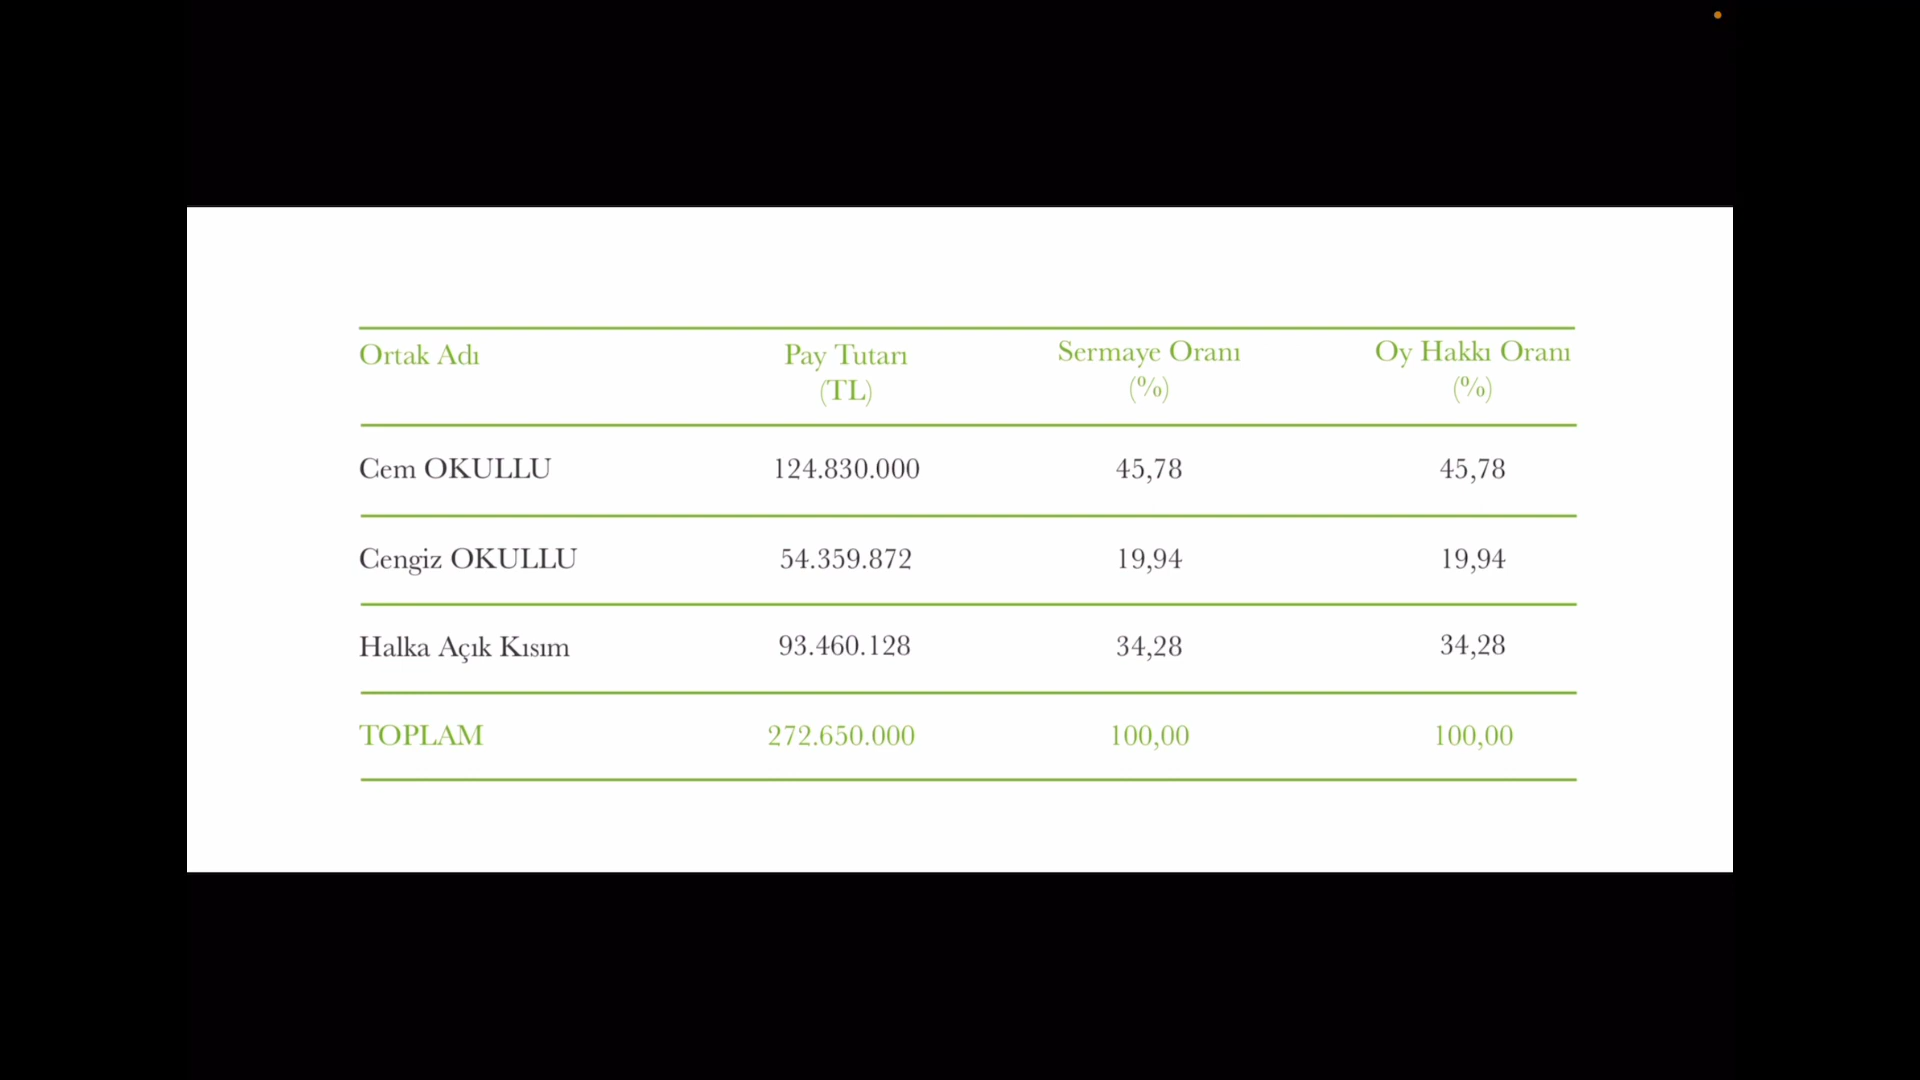 Ortak Adı Pay Tutarı (TL) Sermaye Oranı (%) Oy Hakkı Oranı (%)
Cem OKULLU 124.830.000 45,78 45,78
Cengiz OKULLU 54.359.872 19,94 19,94
Halka Açık Kısım 93.460.128 34,28 34,28
TOPLAM 272.650.000 100,00 100,00